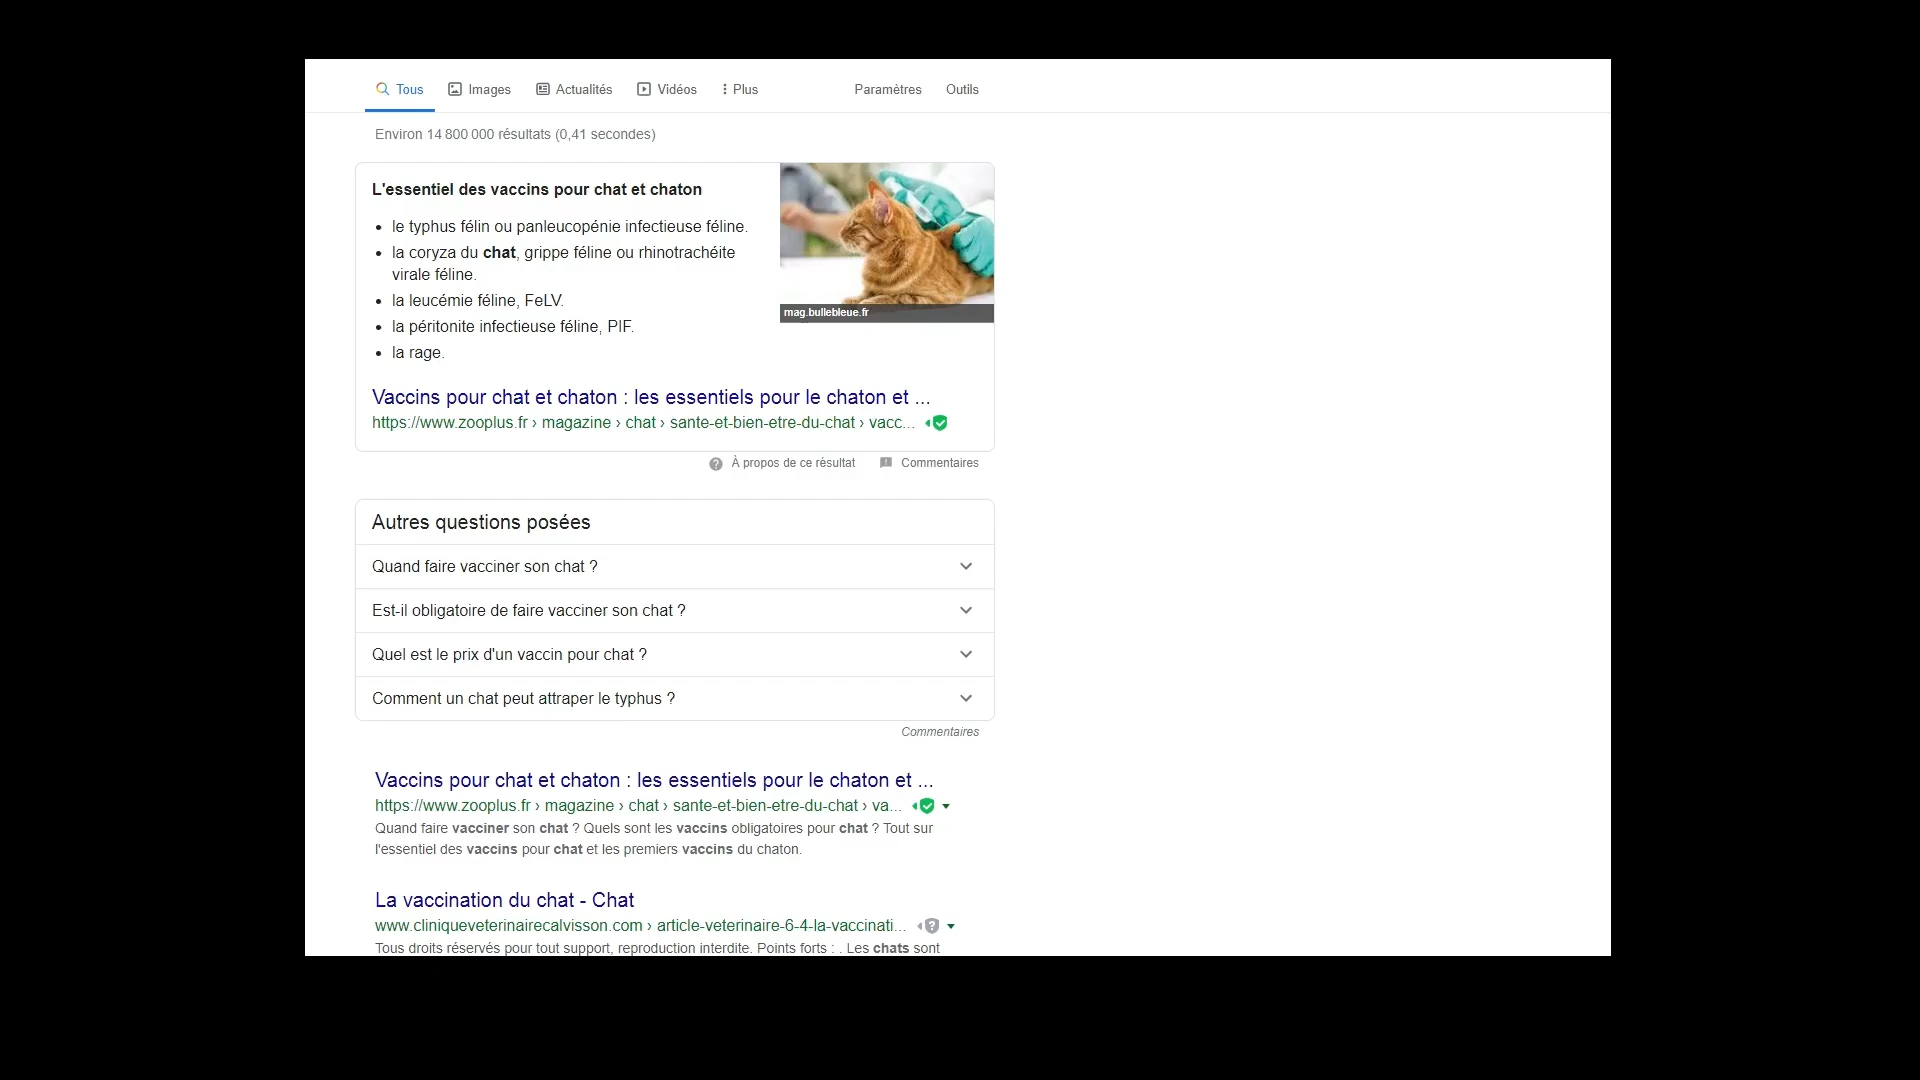 Tous Images Actualités Vidéos Plus Paramètres Outils
Environ 14 800 000 résultats (0,41 secondes)
L'essentiel des vaccins pour chat et chaton
le typhus félin ou panleucopénie infectieuse féline.
la coryza du chat, grippe féline ou rhinotrachéite
virale féline.
la leucémie féline, FeLV.
la péritonite infectieuse féline, PIF.
la rage.
mag.bullebleue.fr
Vaccins pour chat et chaton : les essentiels pour le chaton et ...
https://www.zooplus.fr › magazine › chat › sante-et-bien-etre-du-chat › vacc...
À propos de ce résultat Commentaires
Autres questions posées
Quand faire vacciner son chat ?
Est-il obligatoire de faire vacciner son chat ?
Quel est le prix d'un vaccin pour chat ?
Comment un chat peut attraper le typhus ?
Commentaires
Vaccins pour chat et chaton : les essentiels pour le chaton et ...
https://www.zooplus.fr › magazine › chat › sante-et-bien-etre-du-chat › va...
Quand faire vacciner son chat ? Quels sont les vaccins obligatoires pour chat ? Tout sur
l'essentiel des vaccins pour chat et les premiers vaccins du chaton.
La vaccination du chat - Chat
www.cliniqueveterinairecalvisson.com › article-veterinaire-6-4-la-vaccinati...
Tous droits réservés pour tout support, reproduction interdite. Points forts : . Les chats sont